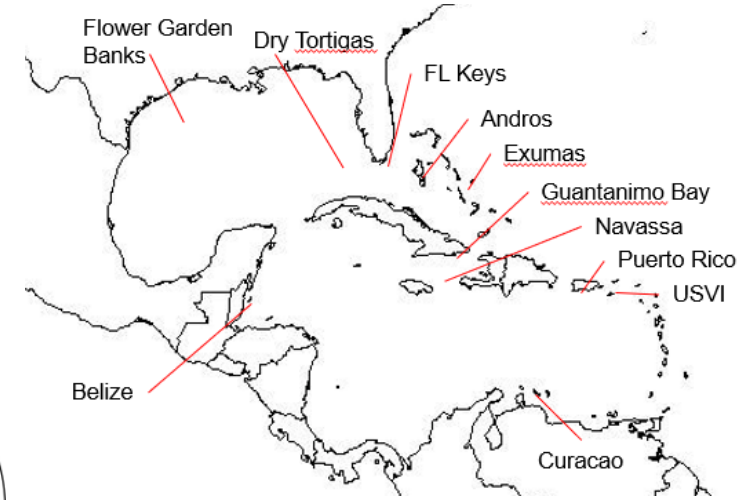 Flower Garden
Banks
Dry Tortigas
FL Keys
Andros
Exumas
Guantanimo Bay
Navassa
Puerto Rico
USVI
Belize
Curacao